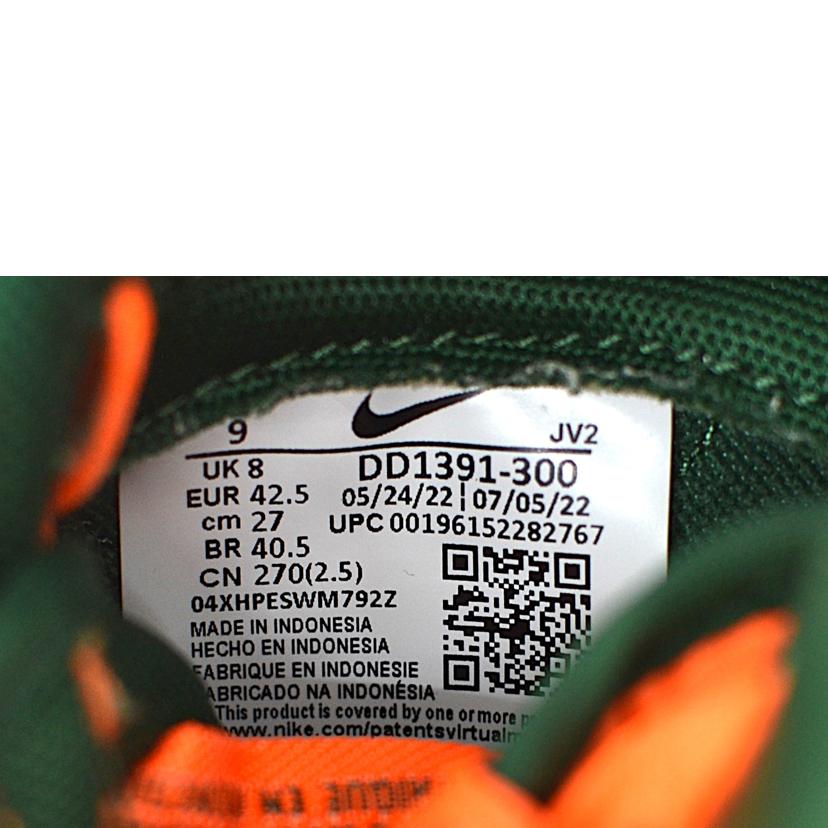 9 JV2
UK 8 DD1391-300
EUR 42.5 05/24/22 | 07/05/22
cm 27 UPC 00196152282767
BR 40.5
CN 270(2.5)
04XHPESWM792Z
MADE IN INDONESIA
HECHO EN INDONESIA
FABRIQUE EN INDONESIE
FABRICADO NA INDONÉSIA
This product is covered by one or more
www.nike.com/patentsvirtualm